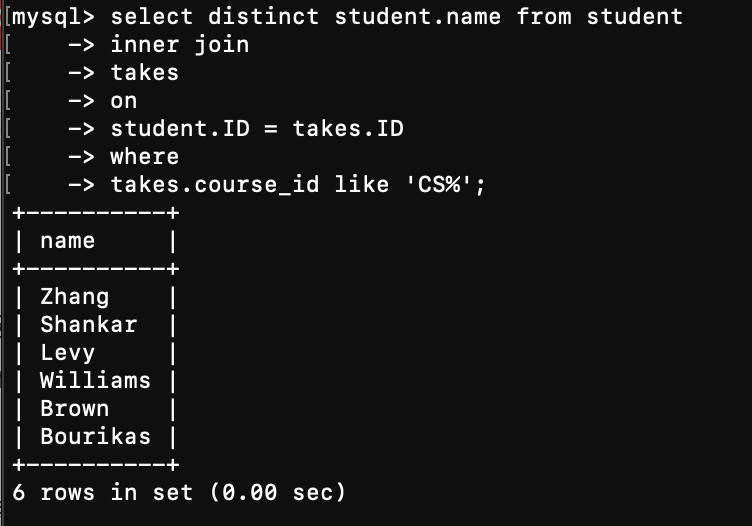 [mysql> select distinct student.name from student
[    -> inner join
[    -> takes
[    -> on
[    -> student.ID = takes.ID
[    -> where
[    -> takes.course_id like 'CS%';
+----------+
| name     |
+----------+
| Zhang    |
| Shankar  |
| Levy     |
| Williams |
| Brown    |
| Bourikas |
+----------+
6 rows in set (0.00 sec)